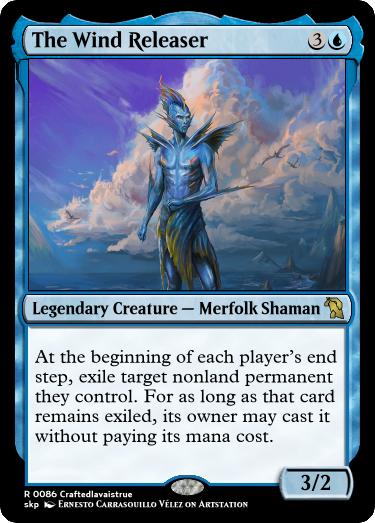 The Wind Releaser 3
Legendary Creature — Merfolk Shaman
At the beginning of each player's end
step, exile target nonland permanent
they control. For as long as that card
remains exiled, its owner may cast it
without paying its mana cost.
3/2
R 0086 Craftedlavaistrue
skp Ernesto Carrasouillo Vélez on Artstation